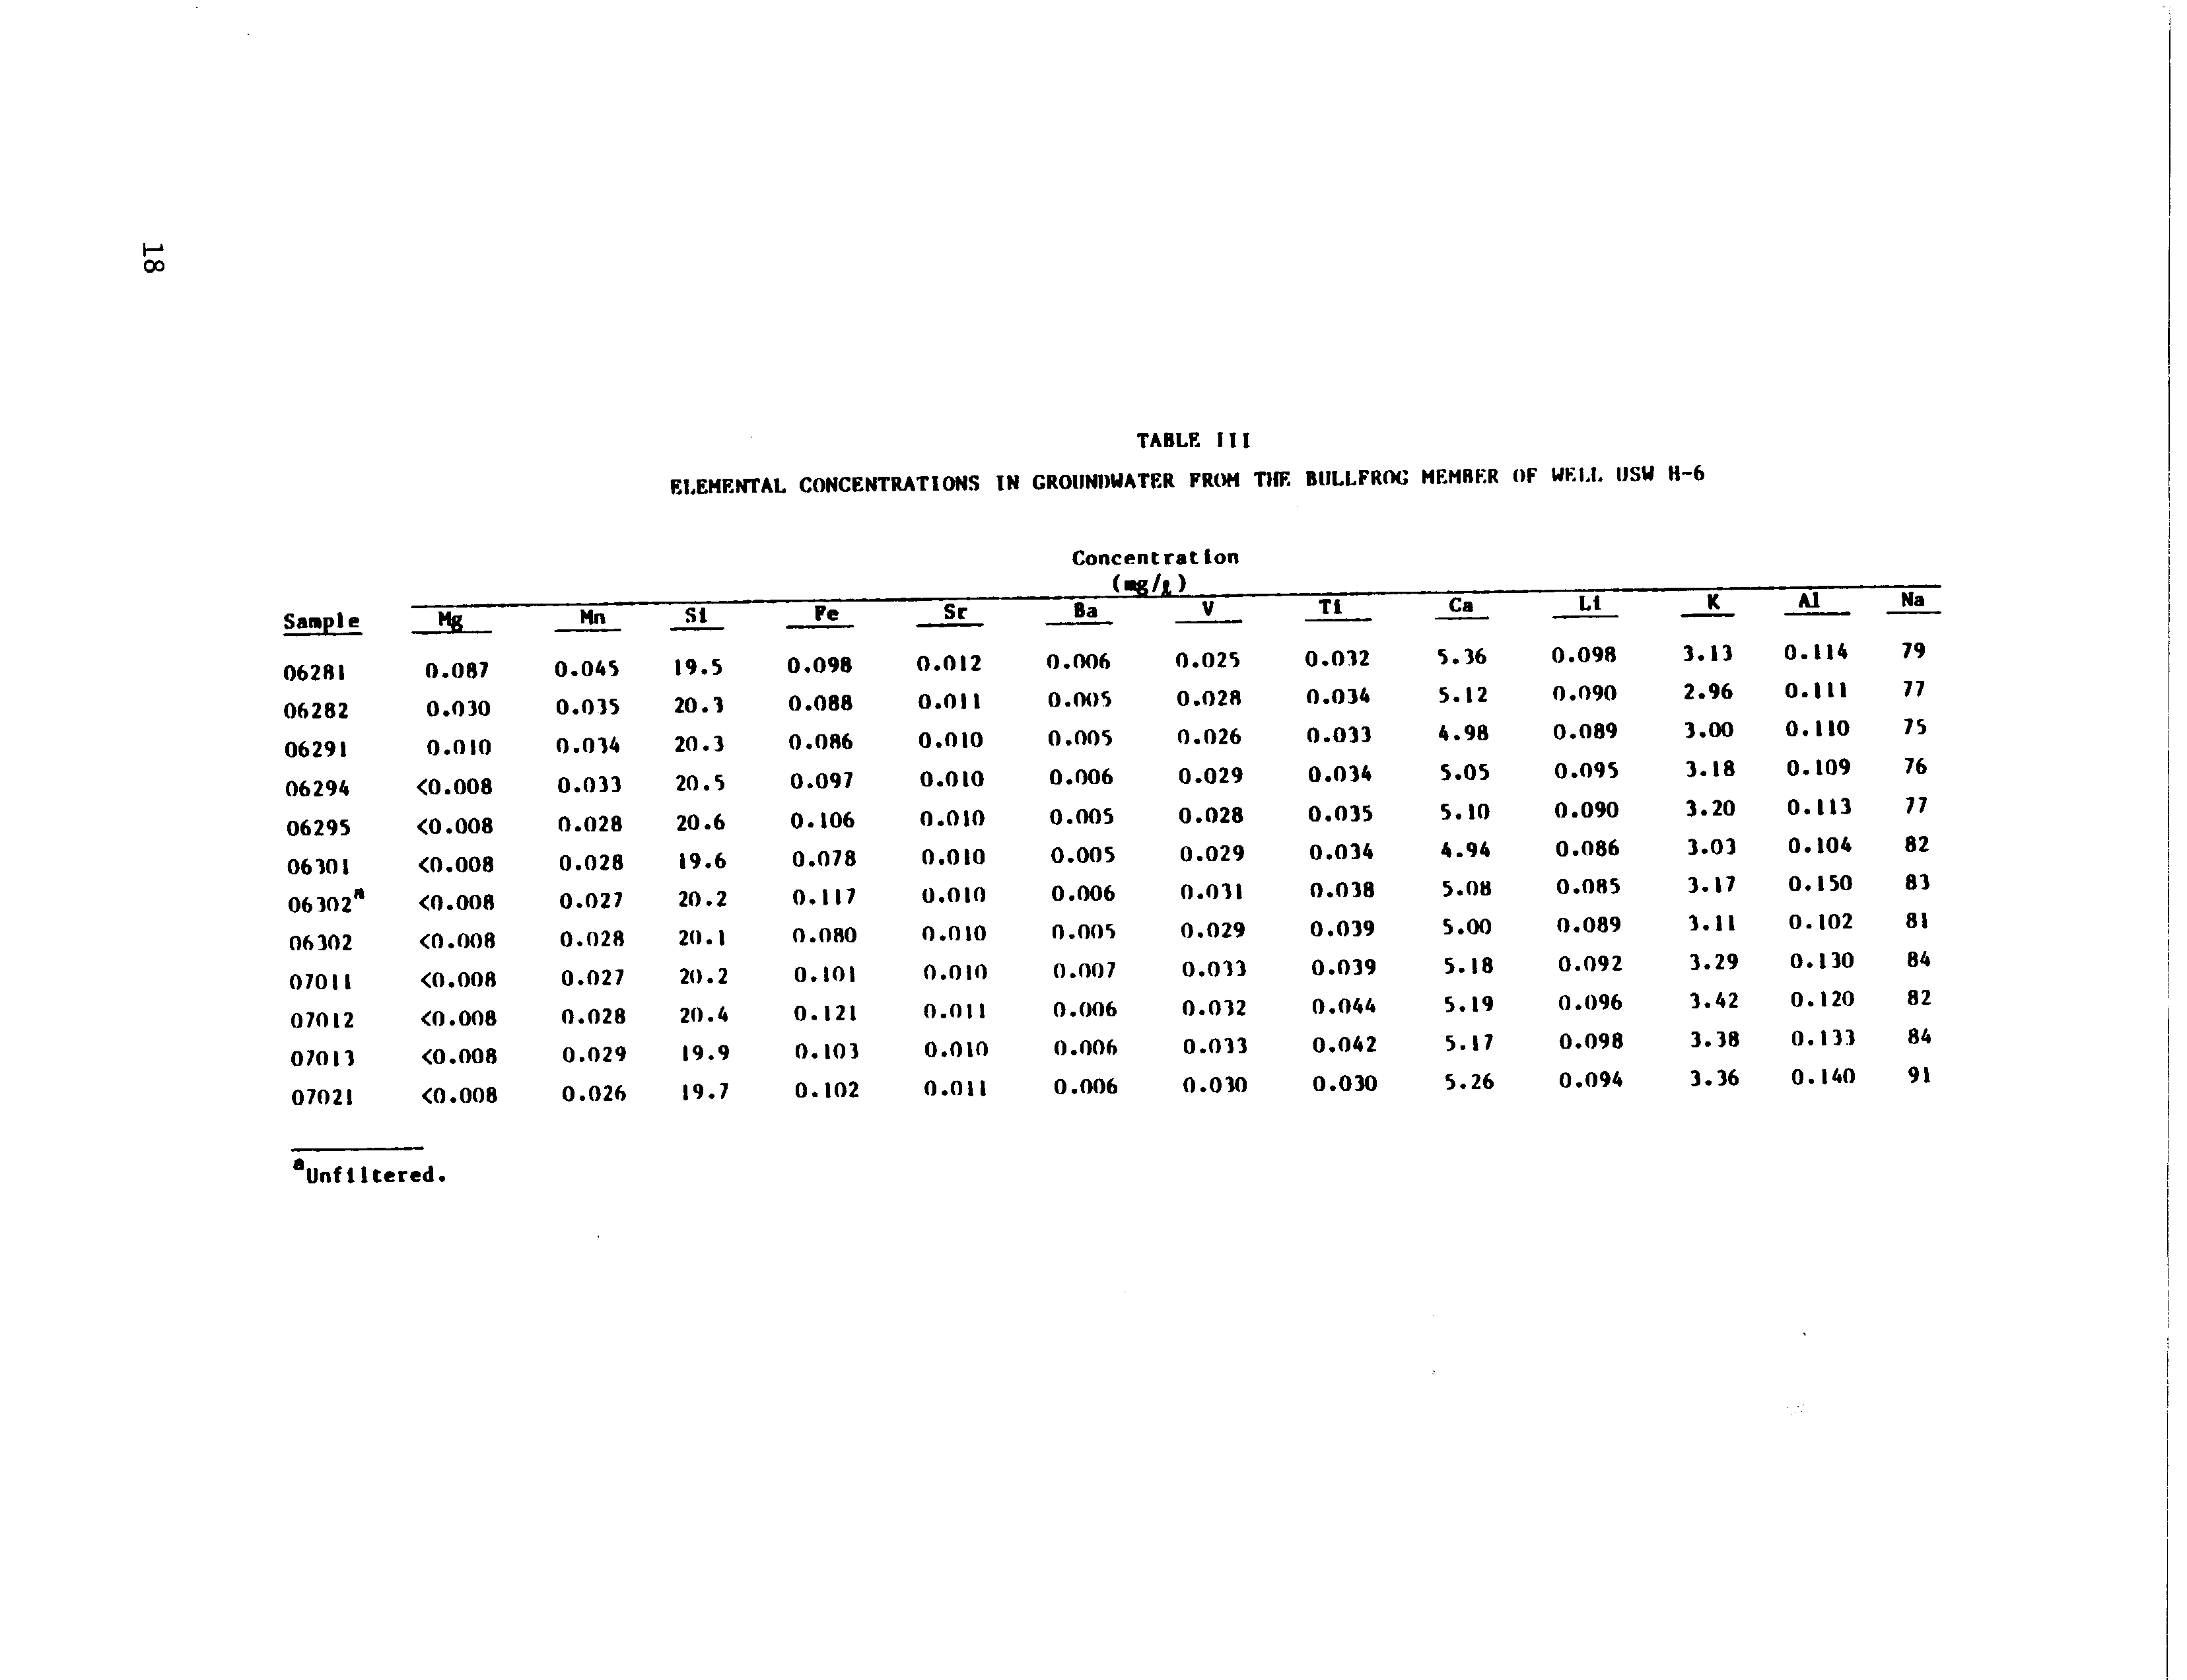 18
TABLE III
ELEMENTAL CONCENTRATIONS IN GROUNDWATER FROM THE BULLFROG MEMBER OF WELL USW H-6
Concentration
(mg/ℓ)
Sample Mg Mn Si Fe Sr Ba V Ti Ca Li K Al Na
06281 0.087 0.045 19.5 0.098 0.012 0.006 0.025 0.032 5.36 0.098 3.13 0.114 79
06282 0.030 0.035 20.3 0.088 0.011 0.005 0.028 0.034 5.12 0.090 2.96 0.111 77
06291 0.010 0.034 20.3 0.086 0.010 0.005 0.026 0.033 4.98 0.089 3.00 0.110 75
06294 <0.008 0.033 20.5 0.097 0.010 0.006 0.029 0.034 5.05 0.095 3.18 0.109 76
06295 <0.008 0.028 20.6 0.106 0.010 0.005 0.028 0.035 5.10 0.090 3.20 0.113 77
06301 <0.008 0.028 19.6 0.078 0.010 0.005 0.029 0.034 4.94 0.086 3.03 0.104 82
06302a <0.008 0.027 20.2 0.117 0.010 0.006 0.031 0.038 5.08 0.085 3.17 0.150 83
06302 <0.008 0.028 20.1 0.080 0.010 0.005 0.029 0.039 5.00 0.089 3.11 0.102 81
07011 <0.008 0.027 20.2 0.101 0.010 0.007 0.033 0.039 5.18 0.092 3.29 0.130 84
07012 <0.008 0.028 20.4 0.121 0.011 0.006 0.032 0.044 5.19 0.096 3.42 0.120 82
07013 <0.008 0.029 19.9 0.103 0.010 0.006 0.033 0.042 5.17 0.098 3.38 0.133 84
07021 <0.008 0.026 19.7 0.102 0.011 0.006 0.030 0.030 5.26 0.094 3.36 0.140 91
aUnfiltered.